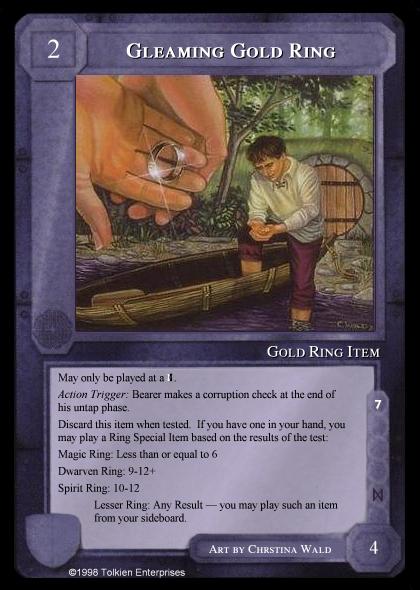 2
Gleaming Gold Ring
C. WALD
Gold Ring Item
May only be played at a
Action Trigger: Bearer makes a corruption check at the end of
his untap phase.
7
Discard this item when tested. If you have one in your hand, you
may play a Ring Special Item based on the results of the test:
Magic Ring: Less than or equal to 6
Dwarven Ring: 9-12+
Spirit Ring: 10-12
Lesser Ring: Any Result — you may play such an item
from your sideboard.
Art by Chrstina Wald
4
©1998 Tolkien Enterprises